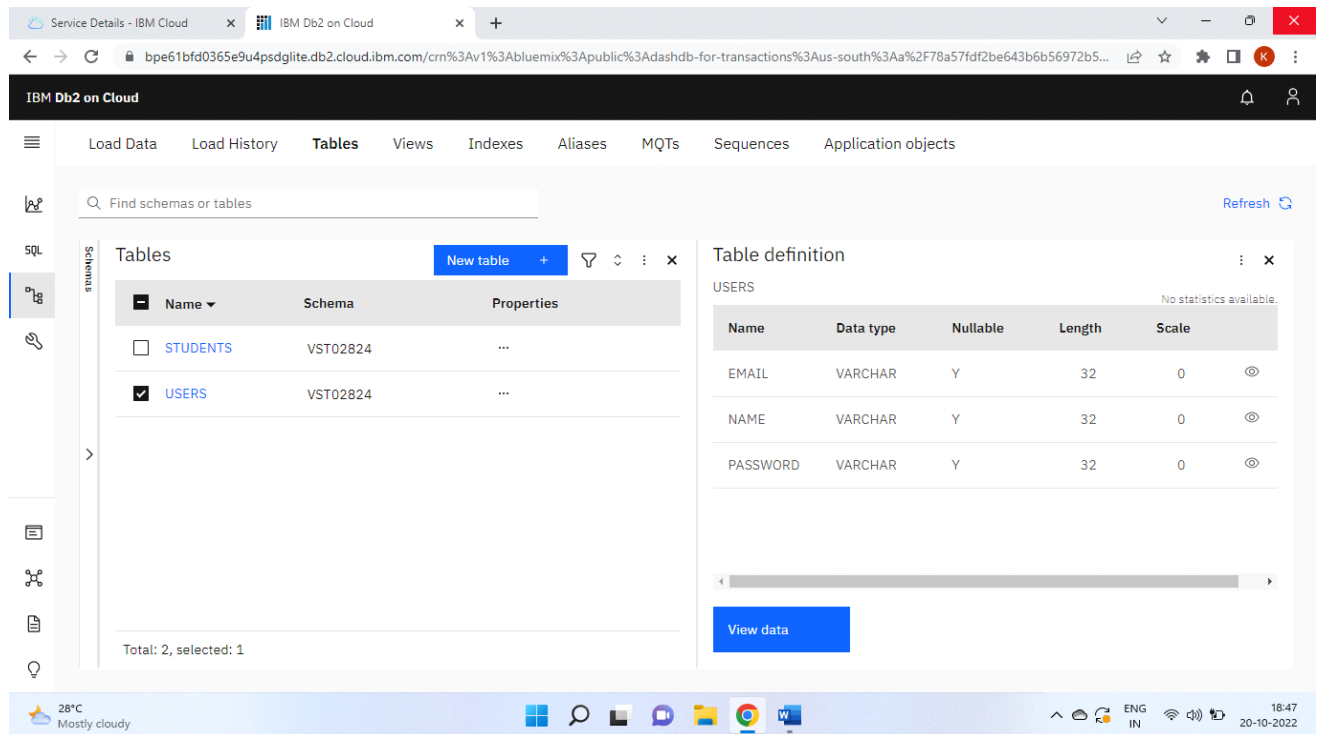 Service Details - IBM Cloud
IBM Db2 on Cloud
bpe61bfd0365e9u4psdglite.db2.cloud.ibm.com/crn%3Av1%3Abluemix%3Apublic%3Adashdb-for-transactions%3Aus-south%3Aa%2F78a57fdf2be643b6b56972b5...
K
IBM Db2 on Cloud
Load Data Load History Tables Views Indexes Aliases MQTs Sequences Application objects
Find schemas or tables
Refresh
SQL
Schemas
Tables
New table +
Name Schema Properties
STUDENTS VST02824 ...
USERS VST02824 ...
Total: 2, selected: 1
Table definition
USERS
No statistics available.
Name Data type Nullable Length Scale
EMAIL VARCHAR Y 32 0
NAME VARCHAR Y 32 0
PASSWORD VARCHAR Y 32 0
View data
28°C
Mostly cloudy
W
ENG
IN
18:47
20-10-2022